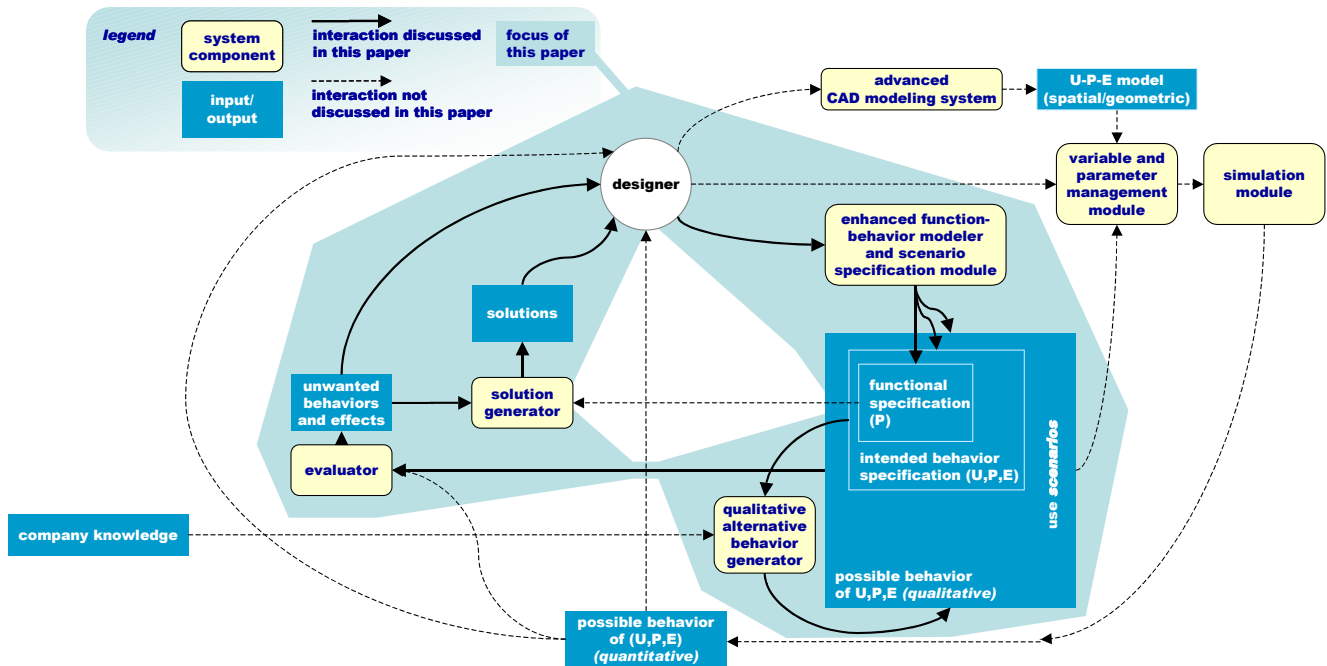 legend
system
component
input/
output
interaction discussed
in this paper
interaction not
discussed in this paper
focus of
this paper
advanced
CAD modeling system
U-P-E model
(spatial/geometric)
designer
variable and
parameter
management
module
simulation
module
enhanced function-
behavior modeler
and scenario
specification module
solutions
unwanted
behaviors
and effects
solution
generator
functional
specification
(P)
intended behavior
specification (U,P,E)
use scenarios
evaluator
company knowledge
qualitative
alternative
behavior
generator
possible behavior
of U,P,E (qualitative)
possible behavior
of (U,P,E)
(quantitative)